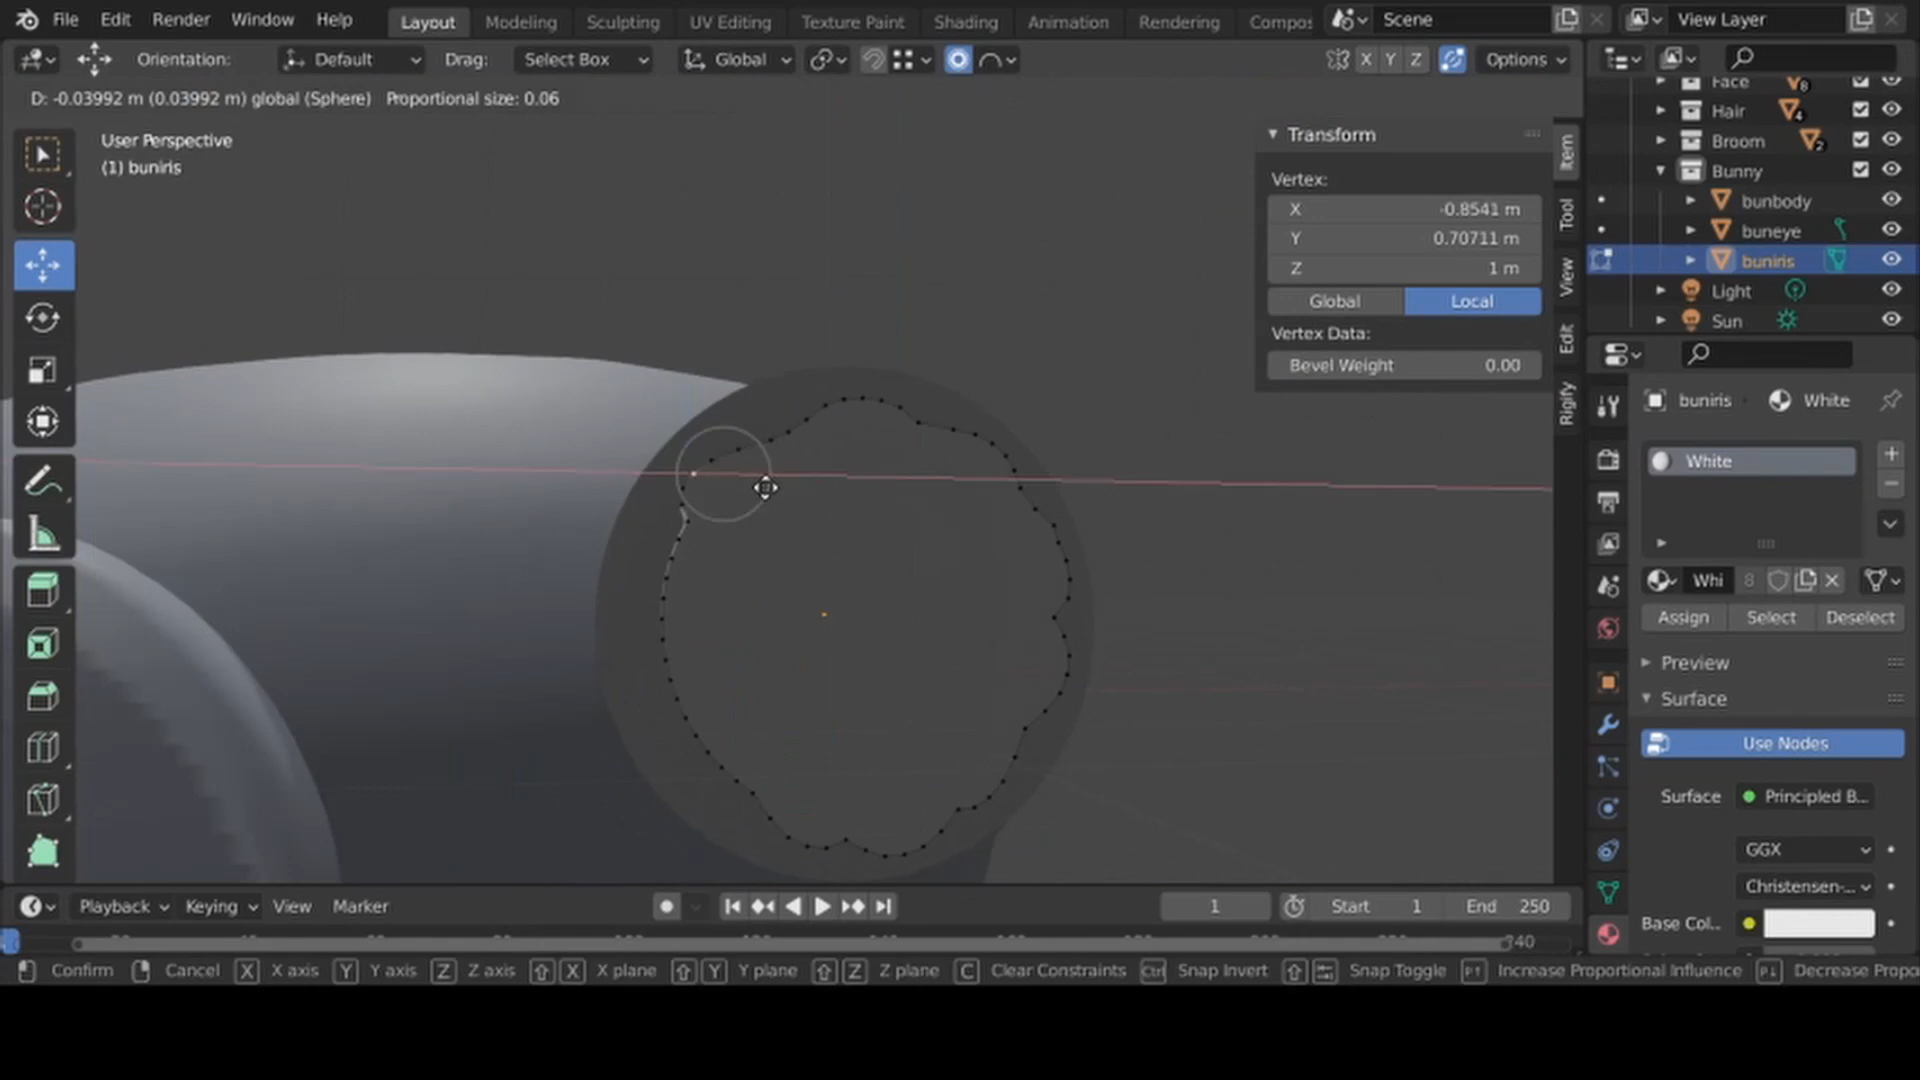 File Edit Render Window Help Layout Modeling Sculpting UV Editing Texture Paint Shading Animation Rendering Scene View Layer
Orientation: Default Drag: Select Box Global X Y Z Options
D: -0.03992 m (0.03992 m) global (Sphere) Proportional size: 0.06
User Perspective
(1) buniris
Transform
Vertex:
X -0.8541 m
Y 0.70711 m
Z 1 m
Global Local
Vertex Data:
Bevel Weight 0.00
Item
Tool
View
Edit
Rigify
Face 8
Hair 4
Broom 2
Bunny
bunbody
buneye
buniris
Light
Sun
buniris White
White
Whi 8
Assign Select Deselect
Preview
Surface
Use Nodes
Surface Principled B...
GGX
Christensen-...
Base Col...
Playback Keying View Marker 1 Start 1 End 250
Confirm Cancel X X axis Y Y axis Z Z axis X X plane Y Y plane Z Z plane C Clear Constraints Ctrl Snap Invert Snap Toggle Increase Proportional Influence Decrease